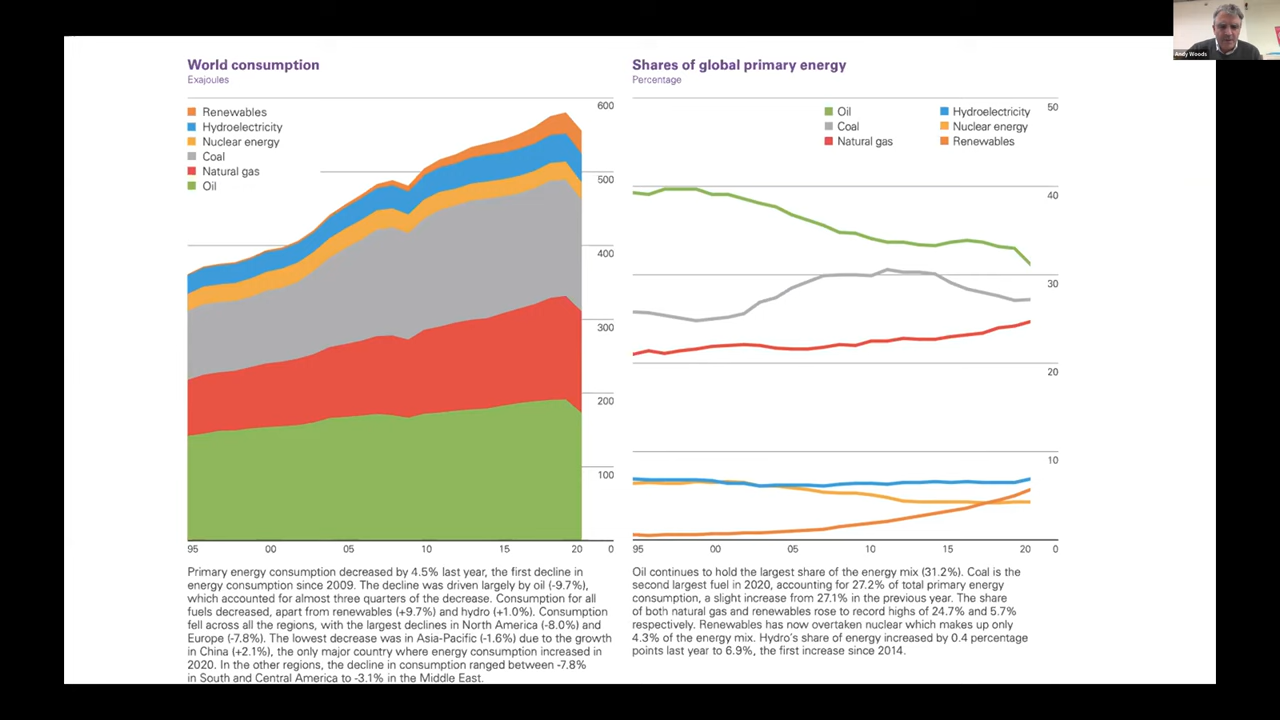 Andy Woods
World consumption
Exajoules
Renewables
Hydroelectricity
Nuclear energy
Coal
Natural gas
Oil
600
500
400
300
200
100
0
95
00
05
10
15
20
Primary energy consumption decreased by 4.5% last year, the first decline in
energy consumption since 2009. The decline was driven largely by oil (-9.7%),
which accounted for almost three quarters of the decrease. Consumption for all
fuels decreased, apart from renewables (+9.7%) and hydro (+1.0%). Consumption
fell across all the regions, with the largest declines in North America (-8.0%) and
Europe (-7.8%). The lowest decrease was in Asia-Pacific (-1.6%) due to the growth
in China (+2.1%), the only major country where energy consumption increased in
2020. In the other regions, the decline in consumption ranged between -7.8%
in South and Central America to -3.1% in the Middle East.
Shares of global primary energy
Percentage
Oil
Coal
Natural gas
Hydroelectricity
Nuclear energy
Renewables
50
40
30
20
10
0
95
00
05
10
15
20
Oil continues to hold the largest share of the energy mix (31.2%). Coal is the
second largest fuel in 2020, accounting for 27.2% of total primary energy
consumption, a slight increase from 27.1% in the previous year. The share
of both natural gas and renewables rose to record highs of 24.7% and 5.7%
respectively. Renewables has now overtaken nuclear which makes up only
4.3% of the energy mix. Hydro's share of energy increased by 0.4 percentage
points last year to 6.9%, the first increase since 2014.